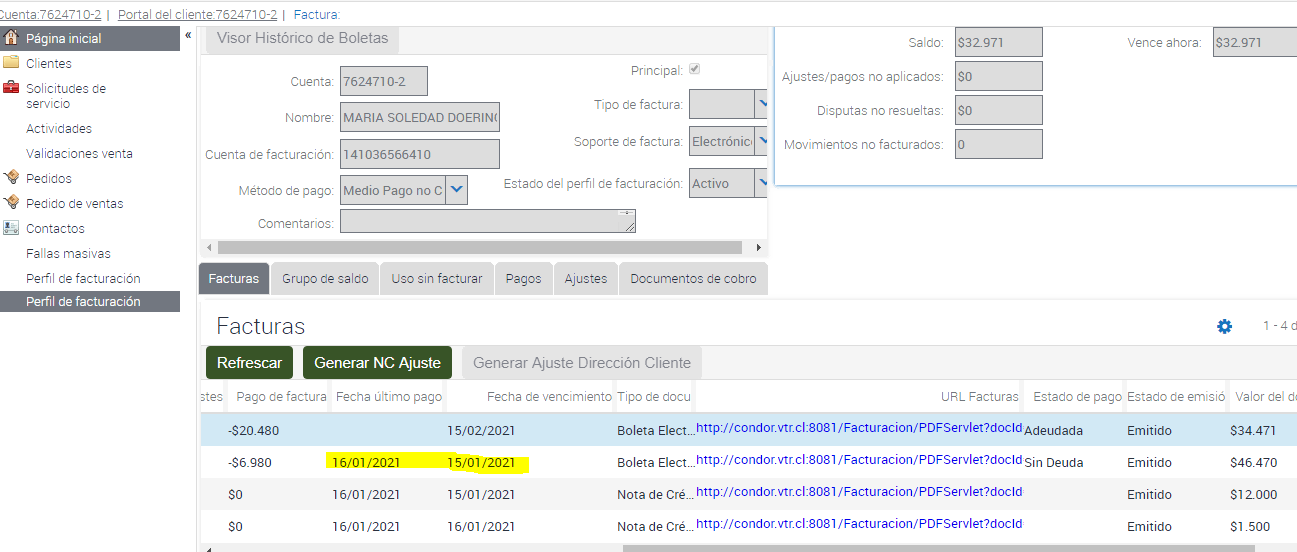 Cuenta:7624710-2 | Portal del cliente:7624710-2 | Factura:
Página inicial
«
Clientes
Solicitudes de
servicio
Actividades
Validaciones venta
Pedidos
Pedido de ventas
Contactos
Fallas masivas
Perfil de facturación
Perfil de facturación
Visor Histórico de Boletas
Cuenta: 7624710-2
Nombre: MARIA SOLEDAD DOERING
Cuenta de facturación: 141036566410
Método de pago: Medio Pago no C
Comentarios:
Principal:
Tipo de factura:
Soporte de factura: Electrónic
Estado del perfil de facturación: Activo
Saldo: $32.971 Vence ahora: $32.971
Ajustes/pagos no aplicados: $0
Disputas no resueltas: $0
Movimientos no facturados: 0
Facturas Grupo de saldo Uso sin facturar Pagos Ajustes Documentos de cobro
Facturas 1 - 4 d
Refrescar Generar NC Ajuste Generar Ajuste Dirección Cliente
stes Pago de factura Fecha último pago Fecha de vencimiento Tipo de docu URL Facturas Estado de pago Estado de emisió Valor del d
-$20.480 15/02/2021 Boleta Elect... http://condor.vtr.cl:8081/Facturacion/PDFServlet?docId Adeudada Emitido $34.471
-$6.980 16/01/2021 15/01/2021 Boleta Elect... http://condor.vtr.cl:8081/Facturacion/PDFServlet?docId Sin Deuda Emitido $46.470
$0 16/01/2021 15/01/2021 Nota de Cré... http://condor.vtr.cl:8081/Facturacion/PDFServlet?docId Emitido $12.000
$0 16/01/2021 16/01/2021 Nota de Cré... http://condor.vtr.cl:8081/Facturacion/PDFServlet?docId Emitido $1.500